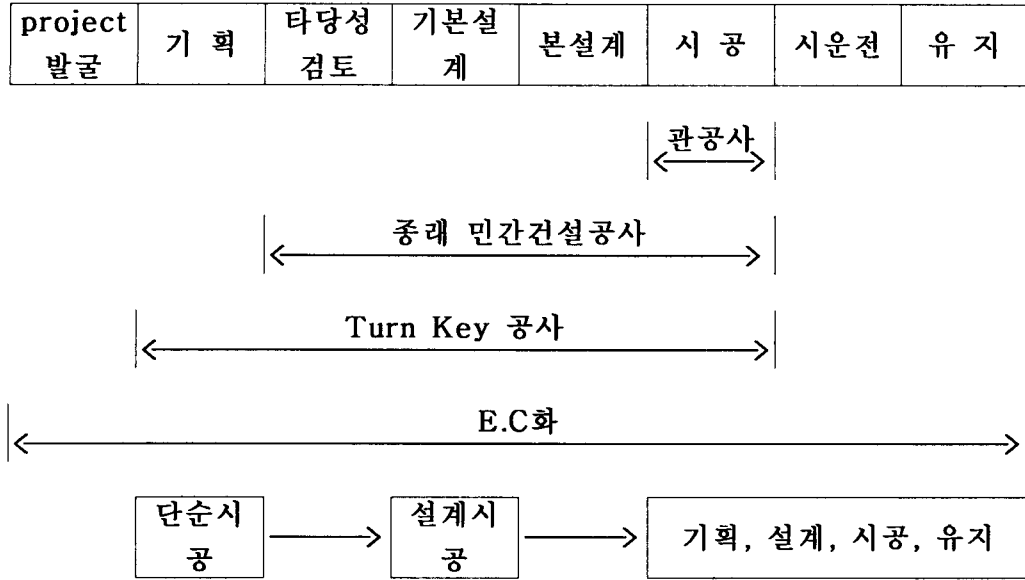 project 발굴
기 획
타당성 검토
기본설계
본설계
시 공
시운전
유 지
관공사
종래 민간건설공사
Turn Key 공사
E.C화
단순시공
설계시공
기획, 설계, 시공, 유지